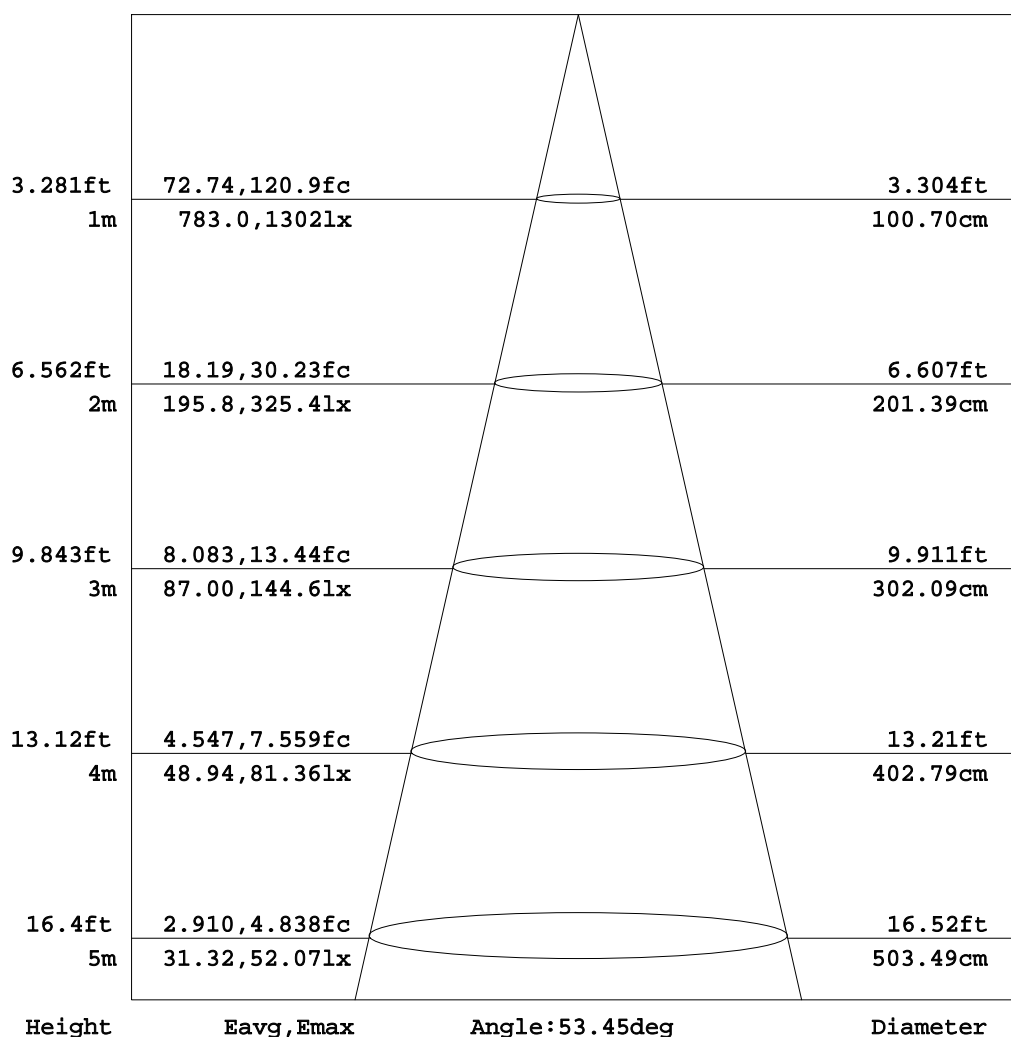 3.281ft 72.74,120.9fc 3.304ft
1m 783.0,1302lx 100.70cm
6.562ft 18.19,30.23fc 6.607ft
2m 195.8,325.4lx 201.39cm
9.843ft 8.083,13.44fc 9.911ft
3m 87.00,144.6lx 302.09cm
13.12ft 4.547,7.559fc 13.21ft
4m 48.94,81.36lx 402.79cm
16.4ft 2.910,4.838fc 16.52ft
5m 31.32,52.07lx 503.49cm
Height Eavg,Emax Angle:53.45deg Diameter